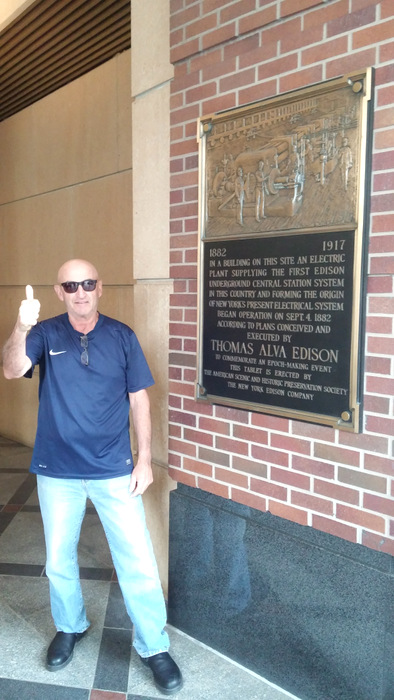 1882 1917
IN A BUILDING ON THIS SITE AN ELECTRIC
PLANT SUPPLYING THE FIRST EDISON
UNDERGROUND CENTRAL STATION SYSTEM
IN THIS COUNTRY AND FORMING THE ORIGIN
OF NEW YORK'S PRESENT ELECTRICAL SYSTEM
BEGAN OPERATION ON SEPT. 4, 1882
ACCORDING TO PLANS CONCEIVED AND
EXECUTED BY
THOMAS ALVA EDISON
TO COMMEMORATE AN EPOCH-MAKING EVENT
THIS TABLET IS ERECTED BY
THE AMERICAN SCENIC AND HISTORIC PRESERVATION SOCIETY
THE NEW YORK EDISON COMPANY